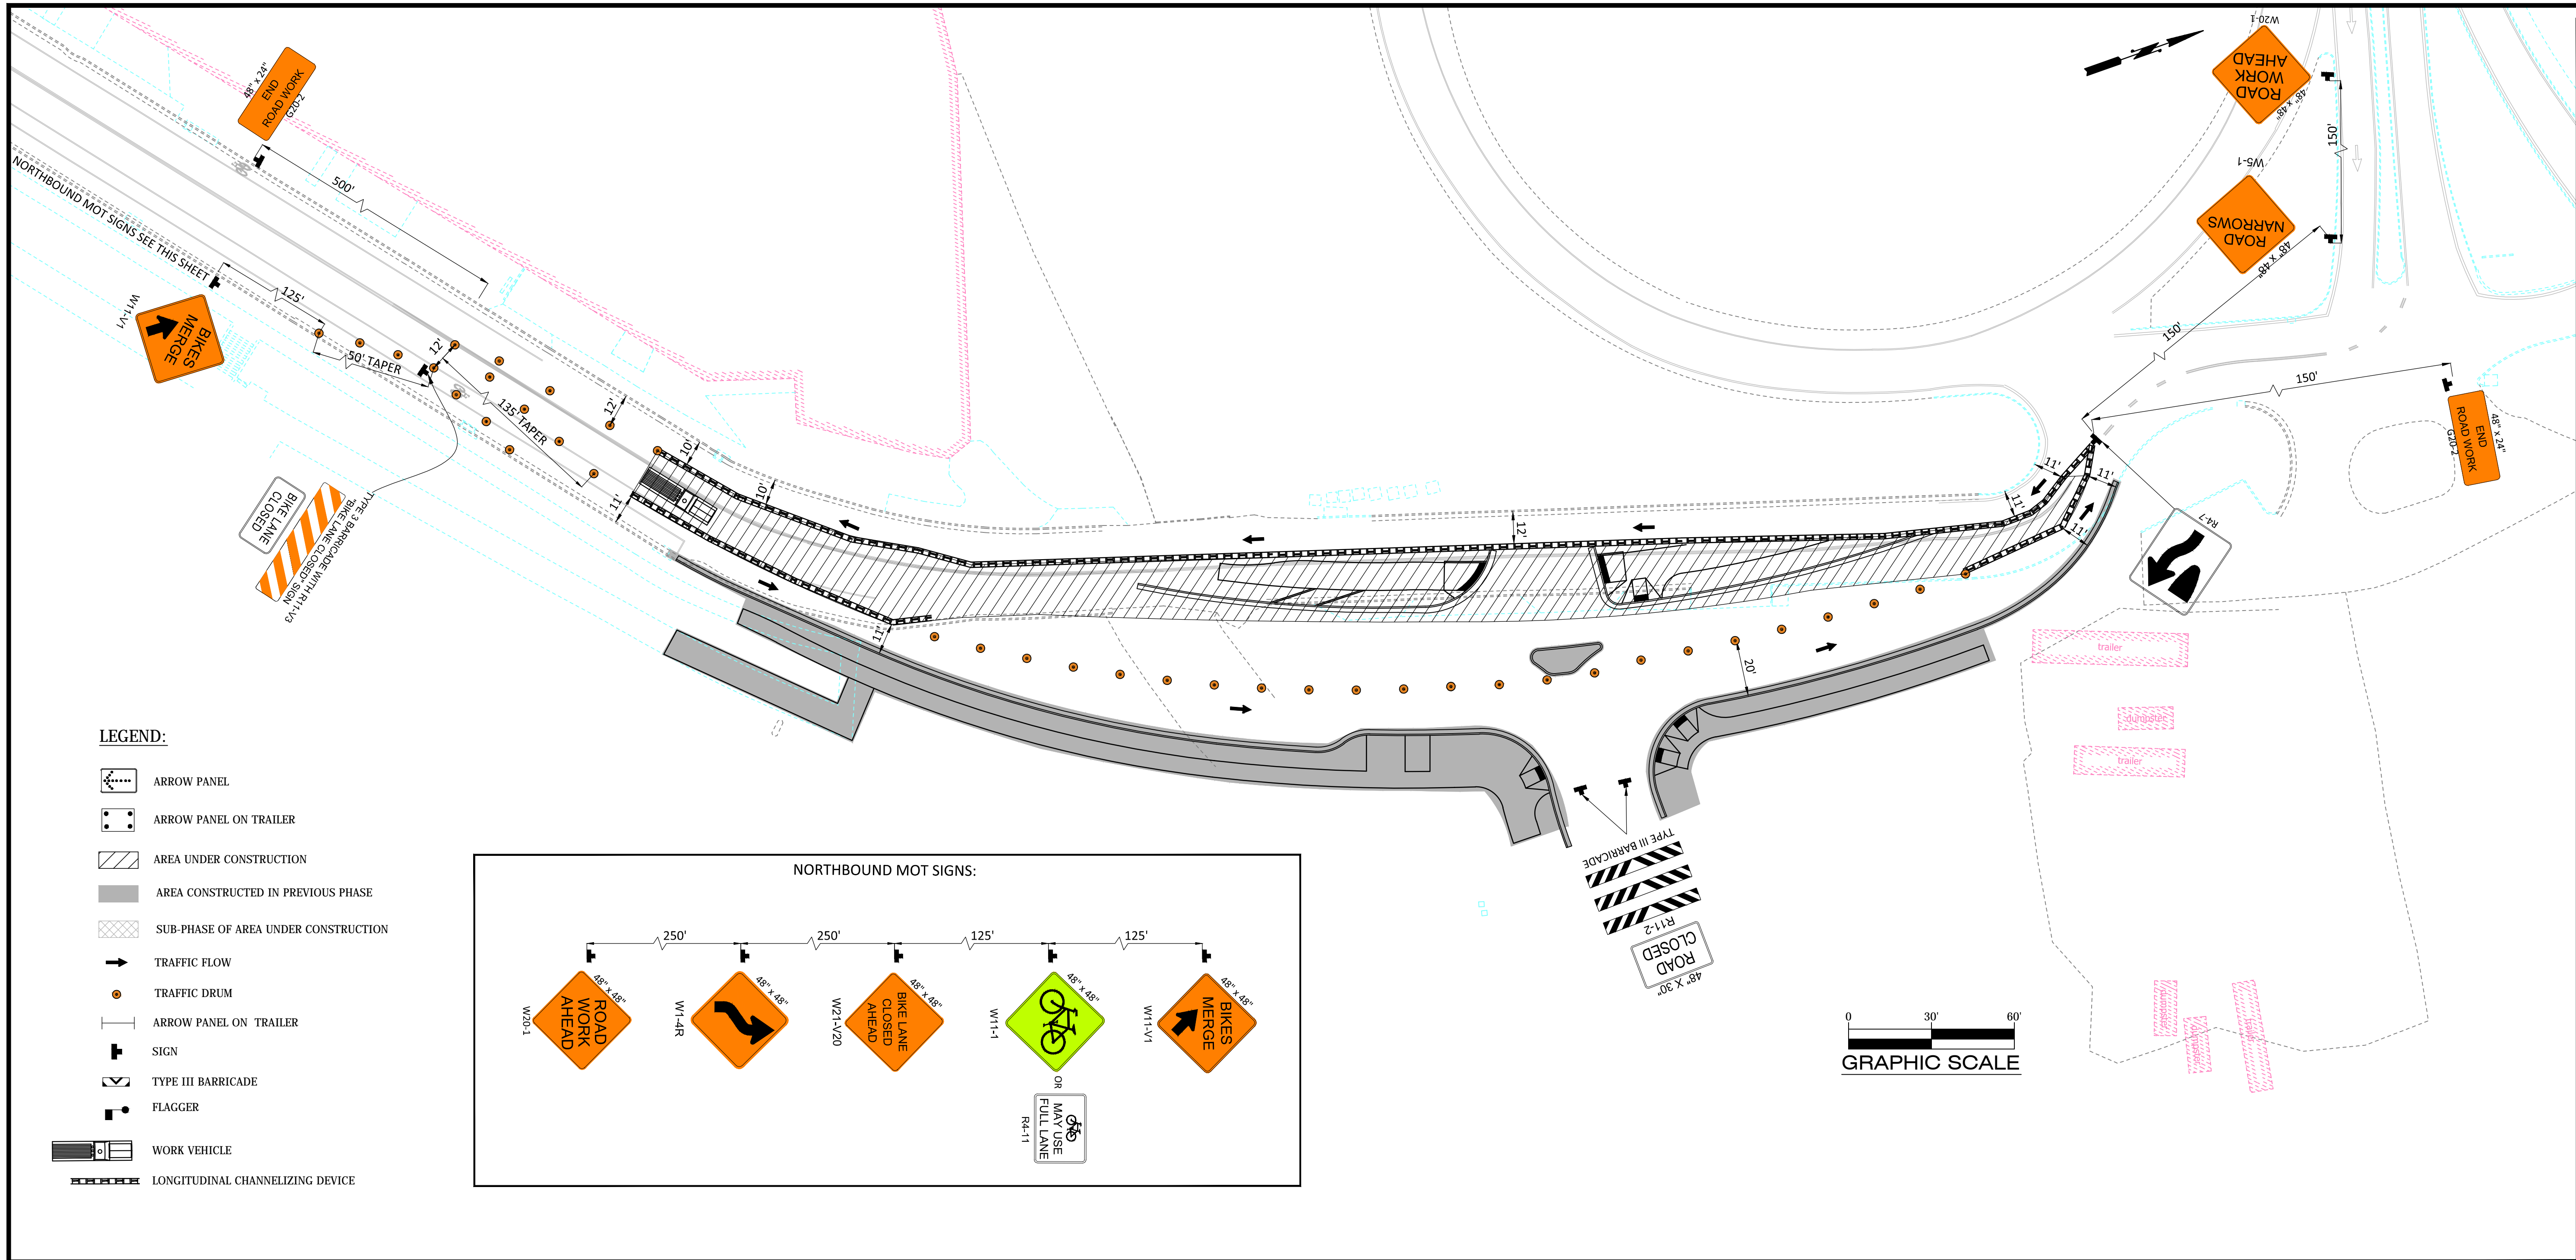 48" x 24"
END
ROAD WORK
G20-2
500'
NORTHBOUND MOT SIGNS SEE THIS SHEET
125'
W11-V1
BIKES
MERGE
50' TAPER
12'
135' TAPER
12'
10'
10'
11'
11'
BIKE LANE
CLOSED
TYPE 3 BARRICADE WITH R11-V3
"BIKE LANE CLOSED" SIGN
12'
20'
11'
11'
11'
11'
W20-1
ROAD
WORK
AHEAD
48" x 48"
150'
W5-1
ROAD
NARROWS
48" x 48"
150'
150'
END
ROAD WORK
G20-2
48" x 24"
R4-7
trailer
dumpster
trailer
TYPE III BARRICADE
R11-2
ROAD
CLOSED
48" X 30"
LEGEND:
ARROW PANEL
ARROW PANEL ON TRAILER
AREA UNDER CONSTRUCTION
AREA CONSTRUCTED IN PREVIOUS PHASE
SUB-PHASE OF AREA UNDER CONSTRUCTION
TRAFFIC FLOW
TRAFFIC DRUM
ARROW PANEL ON TRAILER
SIGN
TYPE III BARRICADE
FLAGGER
WORK VEHICLE
LONGITUDINAL CHANNELIZING DEVICE
NORTHBOUND MOT SIGNS:
250'
250'
125'
125'
W20-1
ROAD
WORK
AHEAD
48" x 48"
W1-4R
48" x 48"
W21-V20
BIKE LANE
CLOSED
AHEAD
48" x 48"
W11-1
48" x 48"
OR
MAY USE
FULL LANE
R4-11
W11-V1
BIKES
MERGE
48" x 48"
0 30' 60'
GRAPHIC SCALE